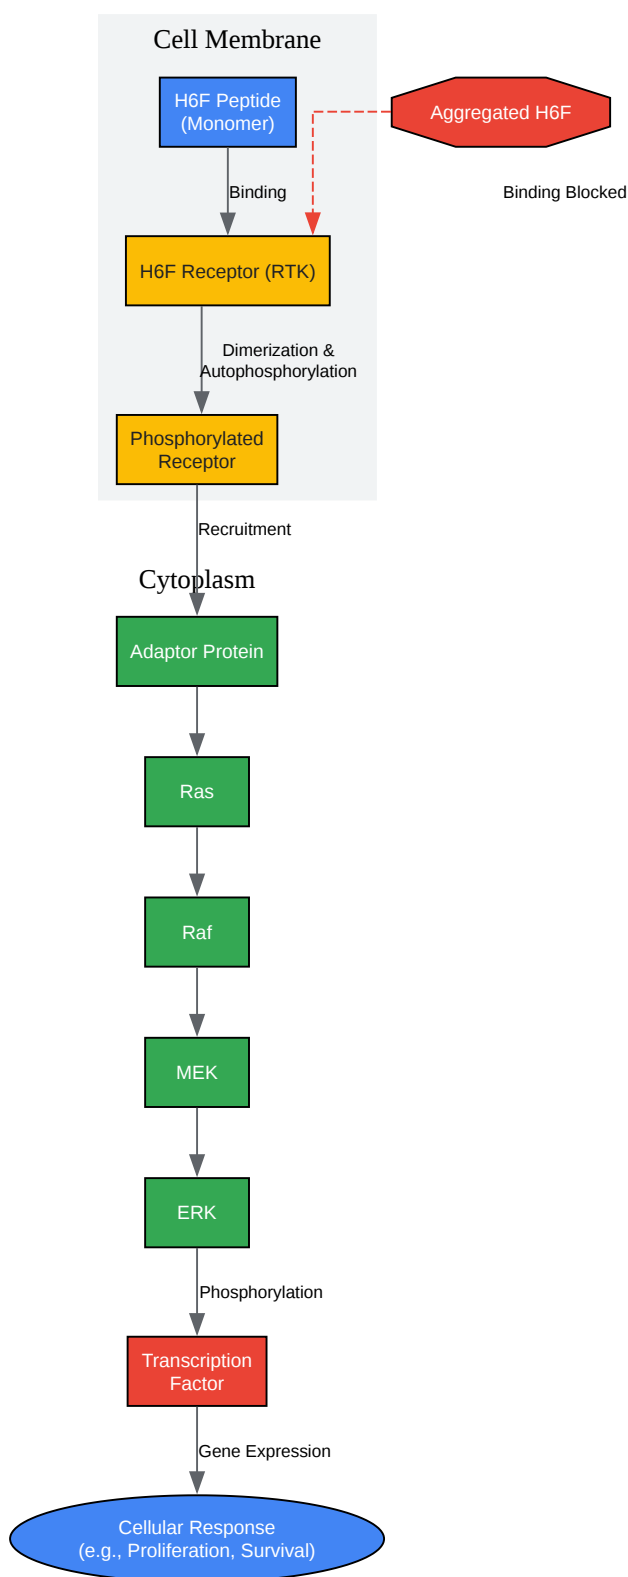 Cell Membrane
H6F Peptide
(Monomer)
Aggregated H6F
Binding
Binding Blocked
H6F Receptor (RTK)
Dimerization &
Autophosphorylation
Phosphorylated
Receptor
Recruitment
Cytoplasm
Adaptor Protein
Ras
Raf
MEK
ERK
Phosphorylation
Transcription
Factor
Gene Expression
Cellular Response
(e.g., Proliferation, Survival)